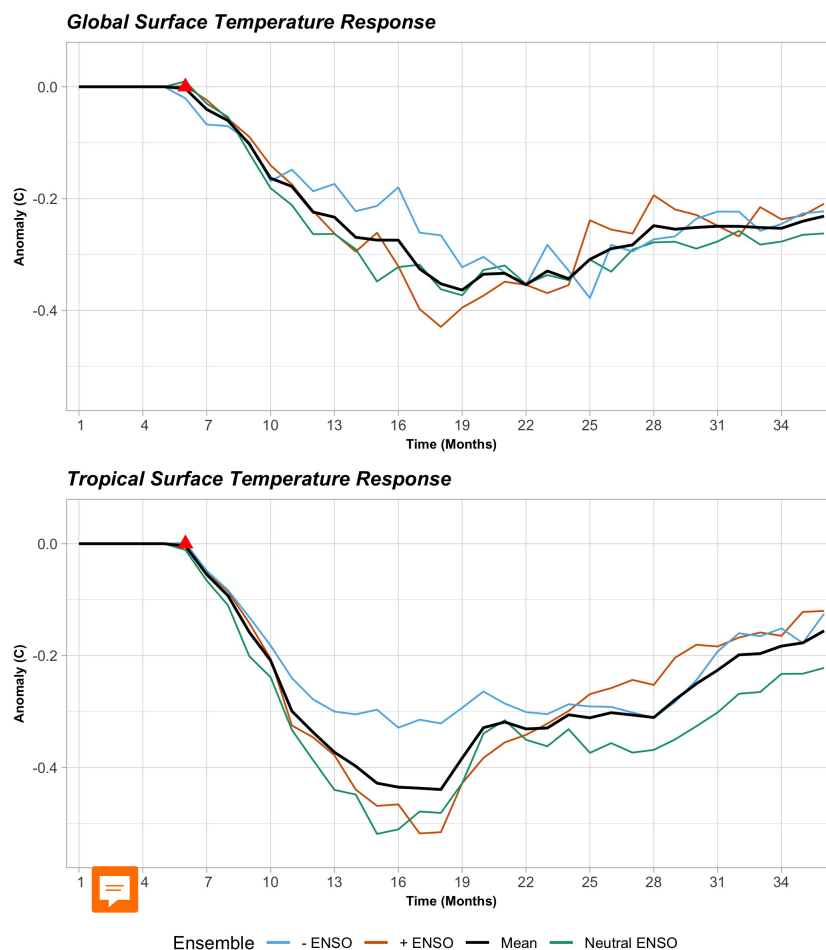 Global Surface Temperature Response
Anomaly (C)
0.0
-0.2
-0.4
1 4 7 10 13 16 19 22 25 28 31 34
Time (Months)
Tropical Surface Temperature Response
Anomaly (C)
0.0
-0.2
-0.4
1 4 7 10 13 16 19 22 25 28 31 34
Time (Months)
Ensemble - ENSO + ENSO Mean Neutral ENSO